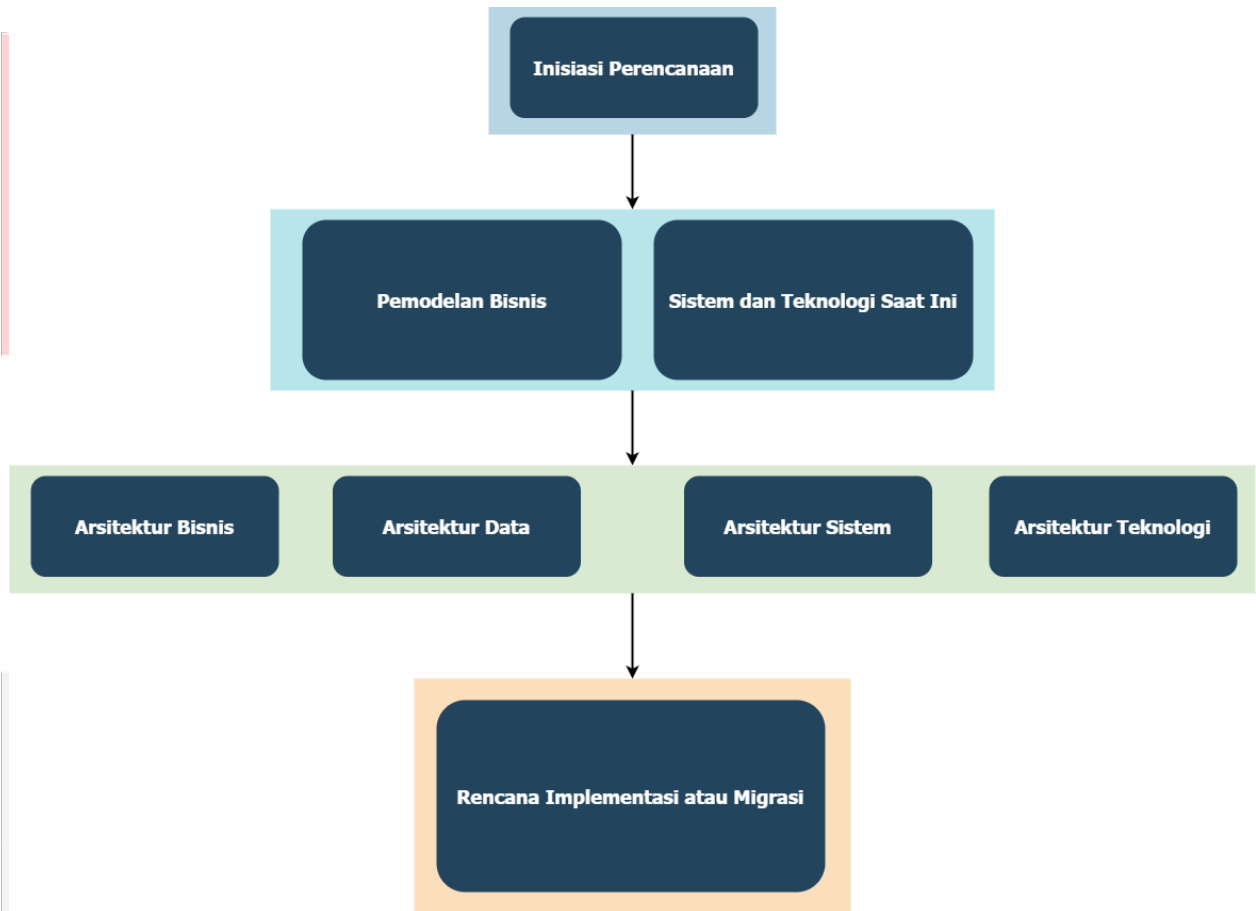 Inisiasi Perencanaan
Pemodelan Bisnis
Sistem dan Teknologi Saat Ini
Arsitektur Bisnis
Arsitektur Data
Arsitektur Sistem
Arsitektur Teknologi
Rencana Implementasi atau Migrasi